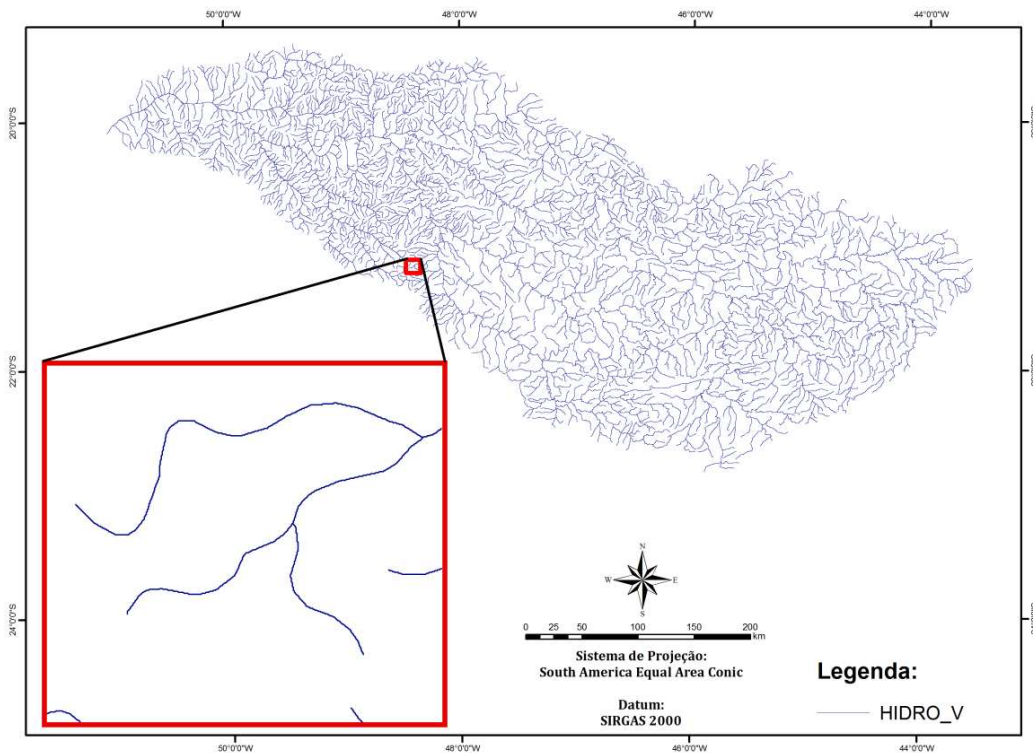 50°0'0"W 48°0'0"W 46°0'0"W 44°0'0"W
20°0'0"S
22°0'0"S
24°0'0"S
N
W E
S
0 25 50 100 150 200
km
Sistema de Projeção:
South America Equal Area Conic
Datum:
SIRGAS 2000
Legenda:
HIDRO_V
50°0'0"W 48°0'0"W 46°0'0"W 44°0'0"W